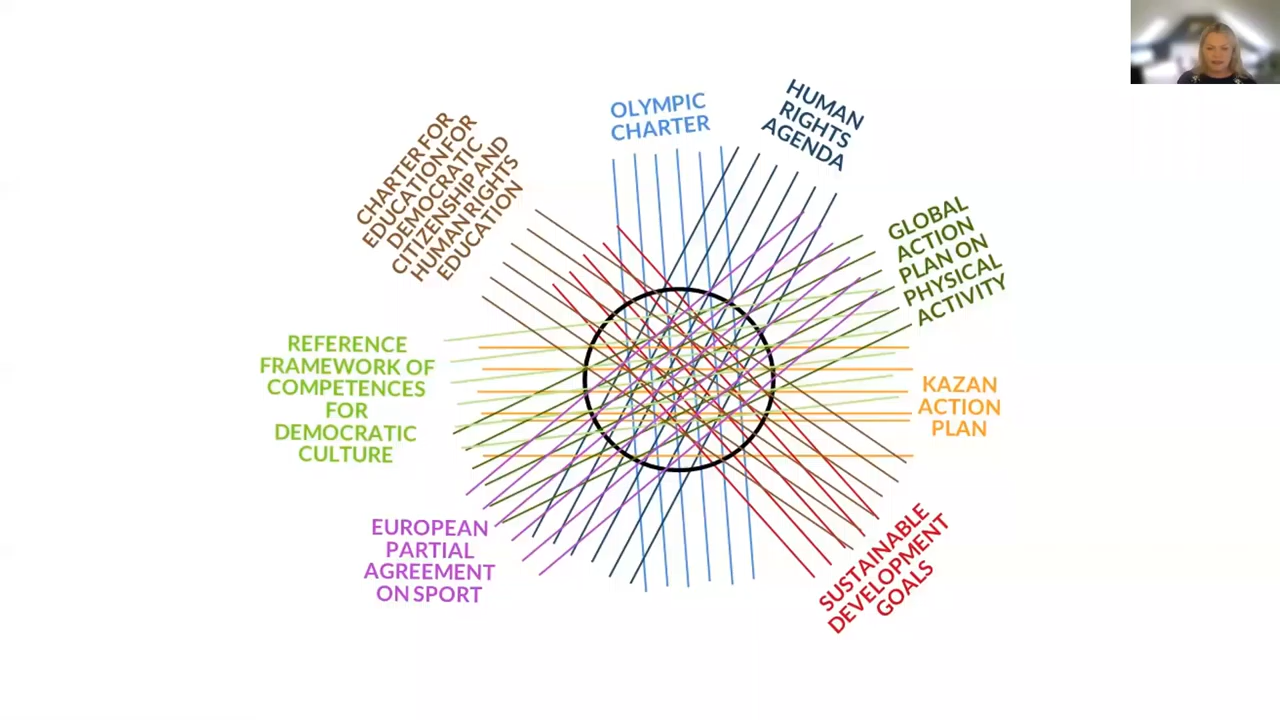 OLYMPIC
CHARTER
HUMAN
RIGHTS
AGENDA
CHARTER FOR
EDUCATION FOR
DEMOCRATIC
CITIZENSHIP AND
HUMAN RIGHTS
EDUCATION
GLOBAL
ACTION
PLAN ON
PHYSICAL
ACTIVITY
REFERENCE
FRAMEWORK OF
COMPETENCES
FOR
DEMOCRATIC
CULTURE
KAZAN
ACTION
PLAN
EUROPEAN
PARTIAL
AGREEMENT
ON SPORT
SUSTAINABLE
DEVELOPMENT
GOALS